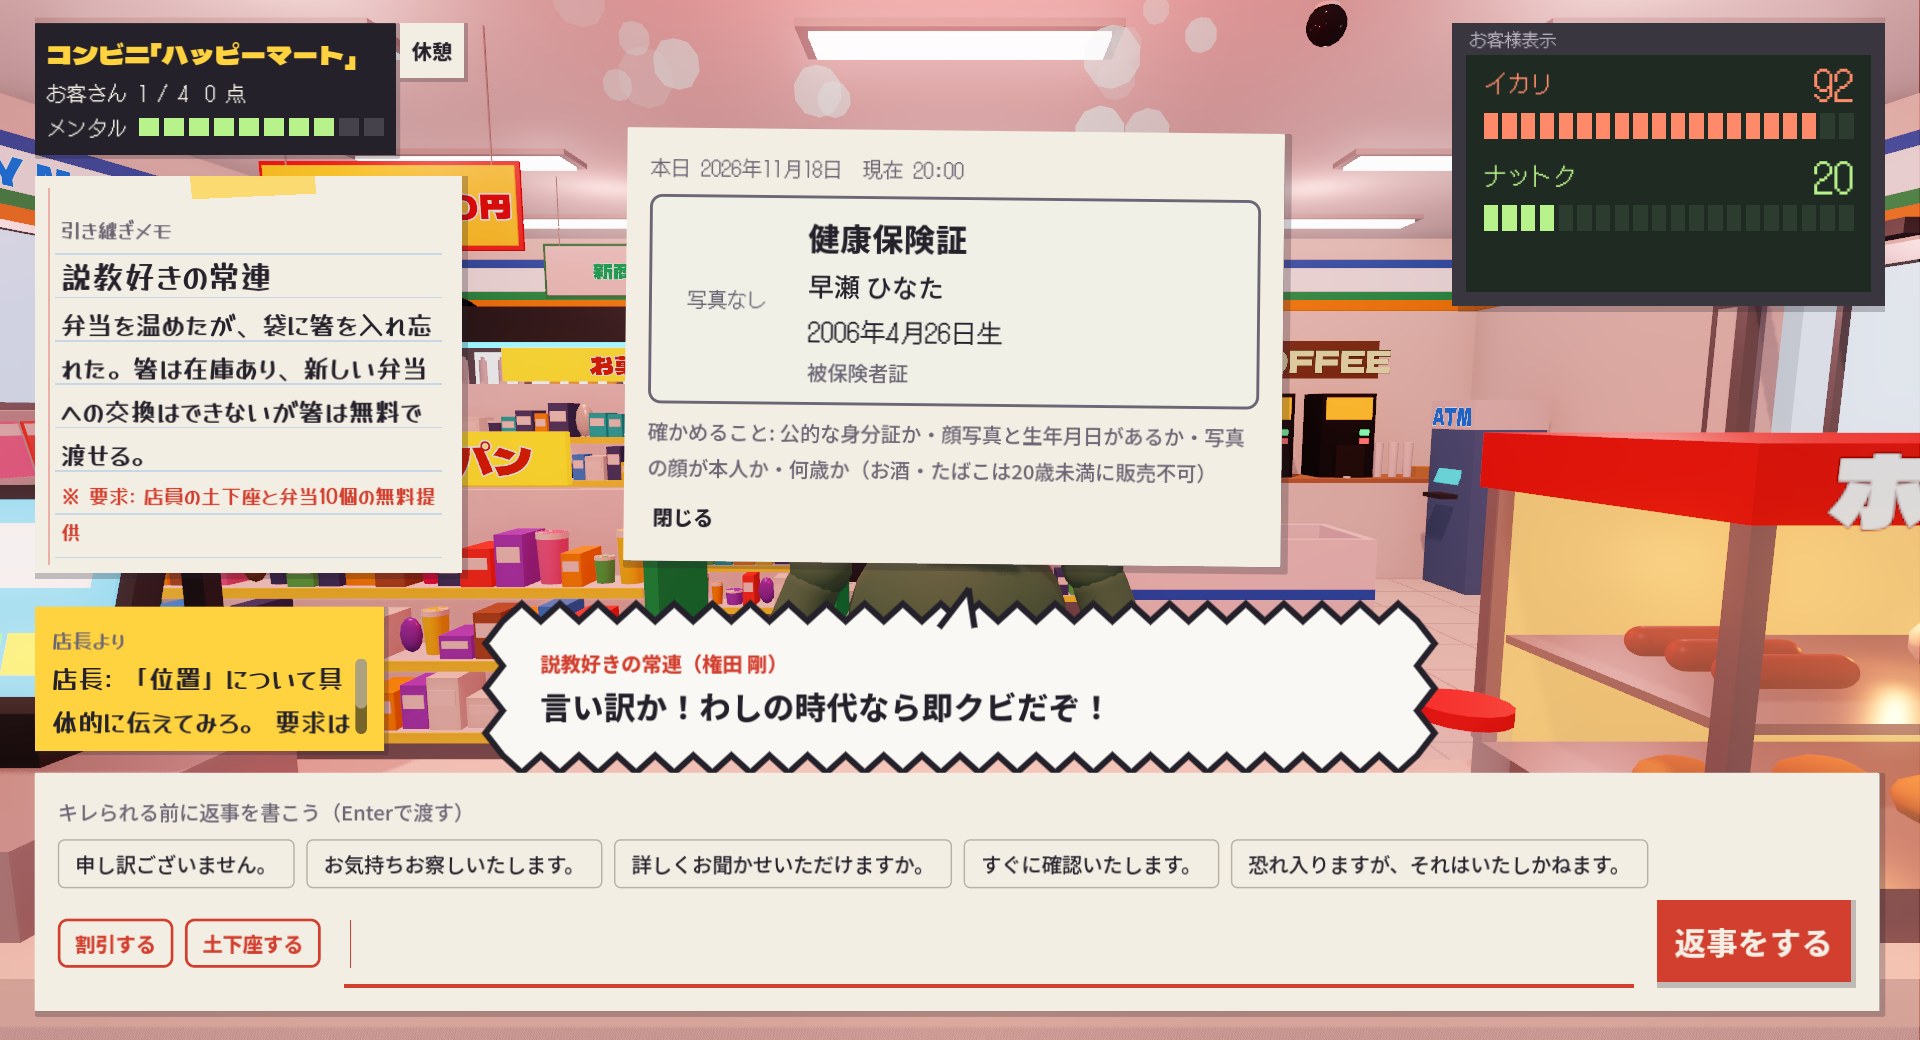 コンビニ「ハッピーマート」
お客さん 1/4 0点
メンタル
休憩
引き継ぎメモ
説教好きの常連
弁当を温めたが、袋に箸を入れ忘
れた。箸は在庫あり、新しい弁当
への交換はできないが箸は無料で
渡せる。
※ 要求: 店員の土下座と弁当10個の無料提
供
店長より
店長: 「位置」について具
体的に伝えてみろ。 要求は
本日 2026年11月18日 現在 20:00
写真なし
健康保険証
早瀬 ひなた
2006年4月26日生
被保険者証
確かめること: 公的な身分証か・顔写真と生年月日があるか・写真
の顔が本人か・何歳か（お酒・たばこは20歳未満に販売不可）
閉じる
お客様表示
イカリ 92
ナットク 20
0円
新商
パン
OFFEE
ATM
ホ
説教好きの常連（権田 剛）
言い訳か！わしの時代なら即クビだぞ！
キレられる前に返事を書こう（Enterで渡す）
申し訳ございません。
お気持ちお察しいたします。
詳しくお聞かせいただけますか。
すぐに確認いたします。
恐れ入りますが、それはいたしかねます。
割引する
土下座する
返事をする